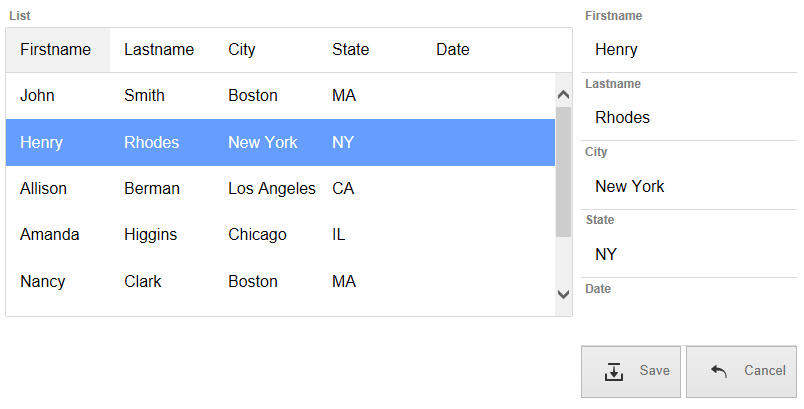 List
Firstname Lastname City State Date
John Smith Boston MA
Henry Rhodes New York NY
Allison Berman Los Angeles CA
Amanda Higgins Chicago IL
Nancy Clark Boston MA
Firstname
Henry
Lastname
Rhodes
City
New York
State
NY
Date
Save Cancel